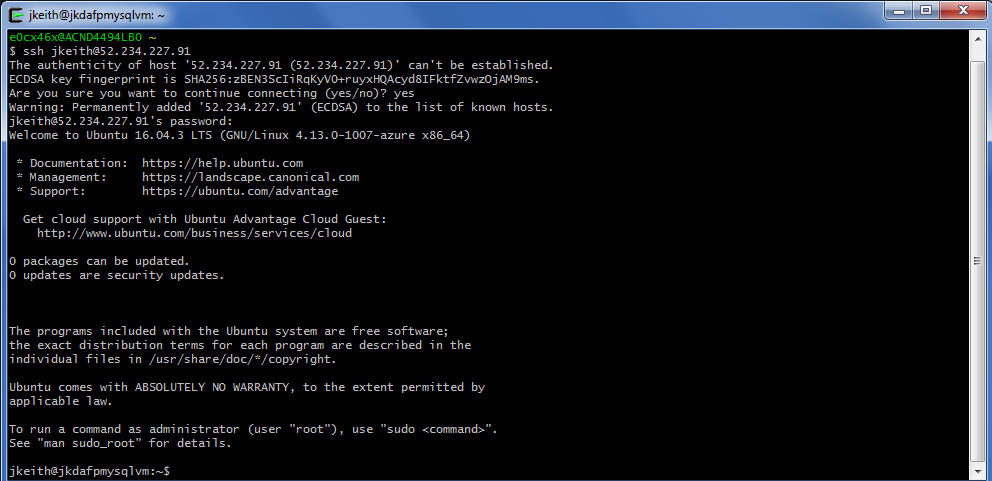 jkeith@jkdafpmysqlvm: ~
e0cx46x@ACND4494LB0 ~
$ ssh jkeith@52.234.227.91
The authenticity of host '52.234.227.91 (52.234.227.91)' can't be established.
ECDSA key fingerprint is SHA256:zBEN3ScIiRqKyVO+ruyxHQAcyd8IFktfZvwzOjAM9ms.
Are you sure you want to continue connecting (yes/no)? yes
Warning: Permanently added '52.234.227.91' (ECDSA) to the list of known hosts.
jkeith@52.234.227.91's password:
Welcome to Ubuntu 16.04.3 LTS (GNU/Linux 4.13.0-1007-azure x86_64)
* Documentation: https://help.ubuntu.com
* Management: https://landscape.canonical.com
* Support: https://ubuntu.com/advantage
Get cloud support with Ubuntu Advantage Cloud Guest:
http://www.ubuntu.com/business/services/cloud
0 packages can be updated.
0 updates are security updates.
The programs included with the Ubuntu system are free software;
the exact distribution terms for each program are described in the
individual files in /usr/share/doc/*/copyright.
Ubuntu comes with ABSOLUTELY NO WARRANTY, to the extent permitted by
applicable law.
To run a command as administrator (user "root"), use "sudo <command>".
See "man sudo_root" for details.
jkeith@jkdafpmysqlvm:~$